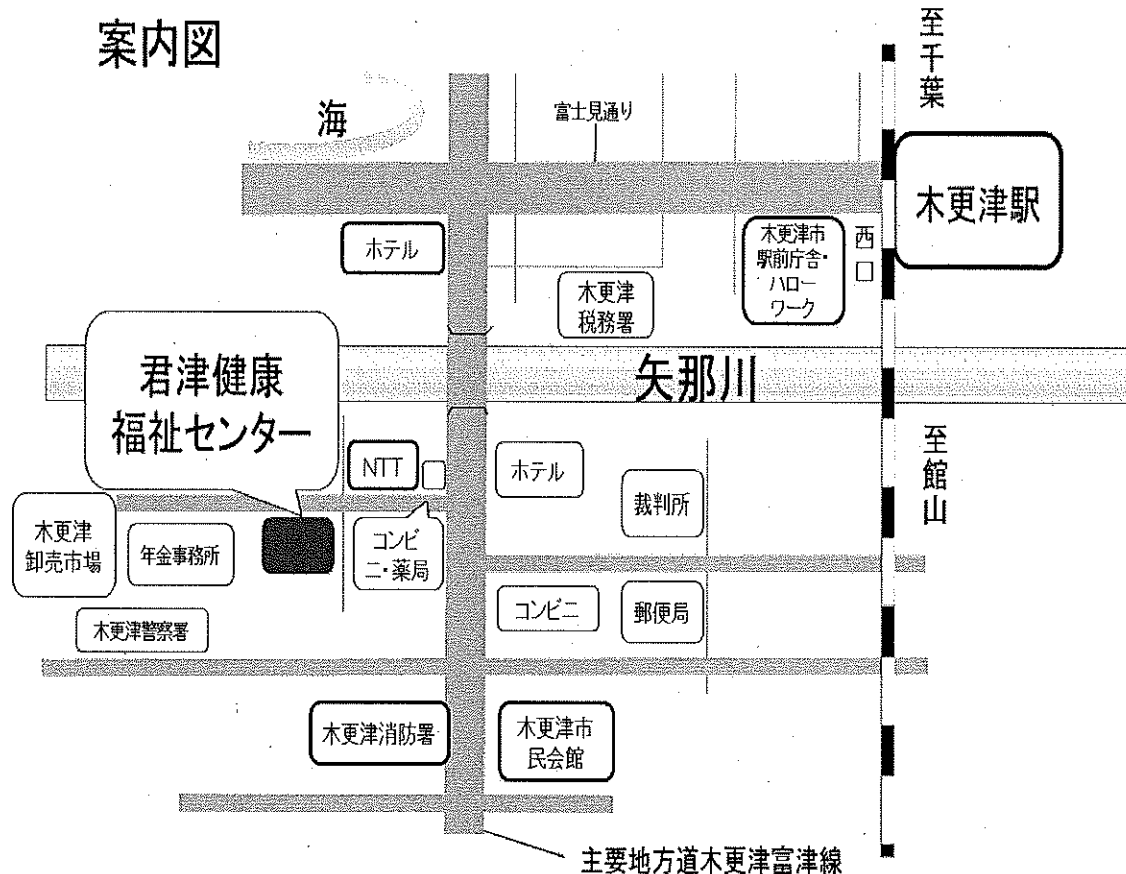 案内図
至千葉
海
富士見通り
木更津駅
ホテル
木更津市
駅前庁舎・
ハロー
ワーク
西口
木更津
税務署
君津健康
福祉センター
矢那川
至館山
NTT
ホテル
裁判所
木更津
卸売市場
年金事務所
コンビ
ニ・薬局
コンビニ
郵便局
木更津警察署
木更津消防署
木更津市
民会館
主要地方道木更津富津線